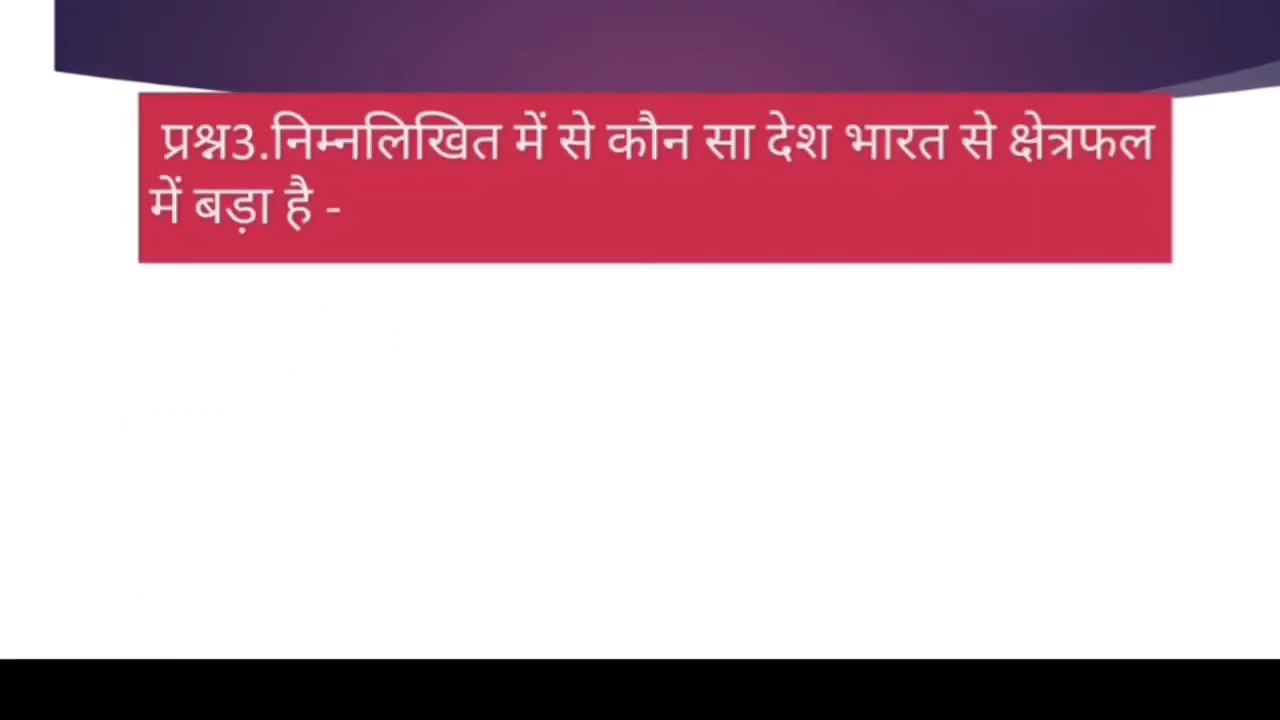 प्रश्न3.निम्नलिखित में से कौन सा देश भारत से क्षेत्रफल
में बड़ा है -